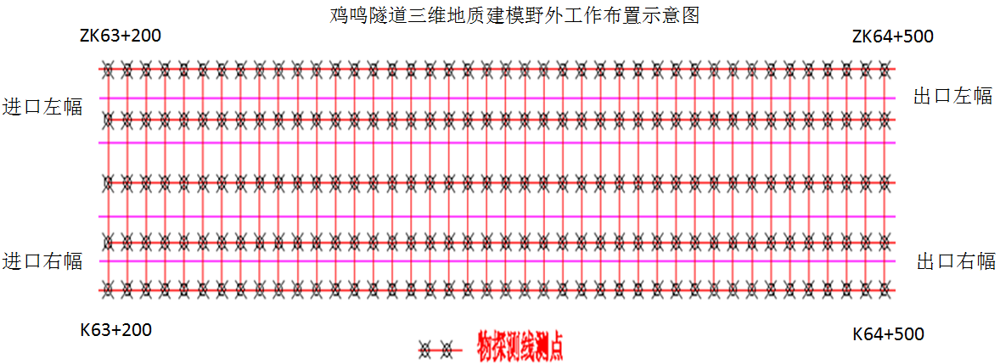 鸡鸣隧道三维地质建模野外工作布置示意图
ZK63+200
ZK64+500
进口左幅
出口左幅
进口右幅
出口右幅
K63+200
K64+500
物探测线测点